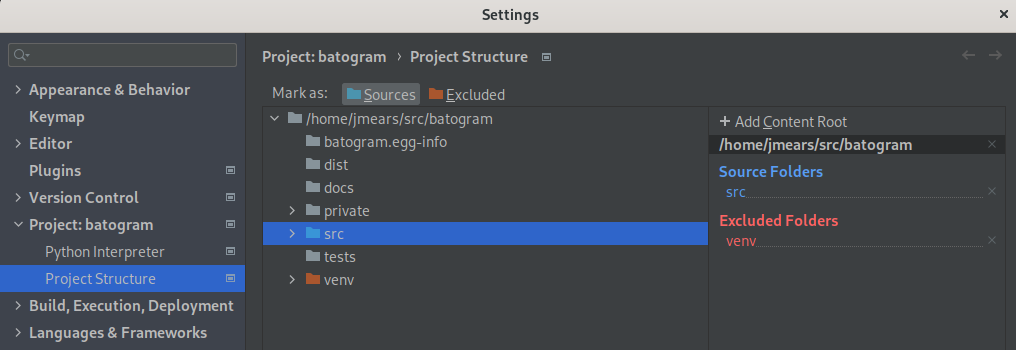 Settings
Project: batogram › Project Structure
Appearance & Behavior
Keymap
Editor
Plugins
Version Control
Project: batogram
Python Interpreter
Project Structure
Build, Execution, Deployment
Languages & Frameworks
Mark as: Sources Excluded
/home/jmears/src/batogram
batogram.egg-info
dist
docs
private
src
tests
venv
+ Add Content Root
/home/jmears/src/batogram
Source Folders
src
Excluded Folders
venv